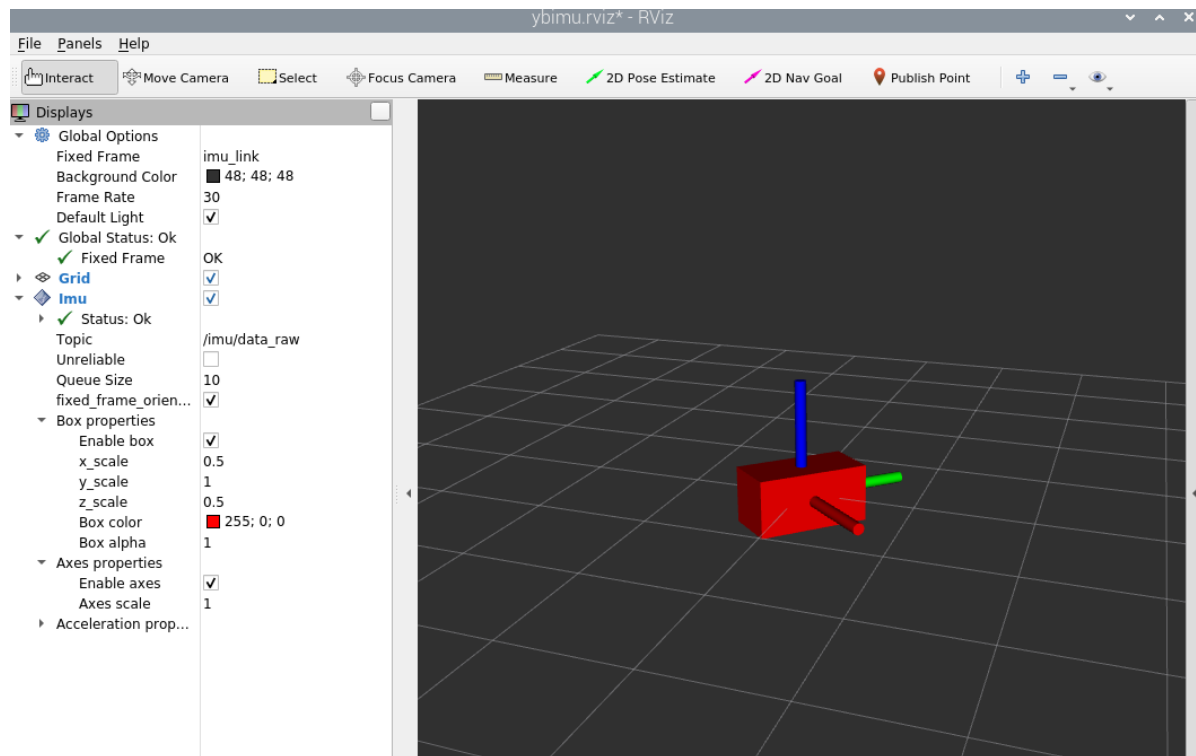 ybimu.rviz* - RViz
File Panels Help
Interact Move Camera Select Focus Camera Measure 2D Pose Estimate 2D Nav Goal Publish Point
Displays
Global Options
Fixed Frame imu_link
Background Color 48; 48; 48
Frame Rate 30
Default Light
Global Status: Ok
Fixed Frame OK
Grid
Imu
Status: Ok
Topic /imu/data_raw
Unreliable
Queue Size 10
fixed_frame_orien...
Box properties
Enable box
x_scale 0.5
y_scale 1
z_scale 0.5
Box color 255; 0; 0
Box alpha 1
Axes properties
Enable axes
Axes scale 1
Acceleration prop...